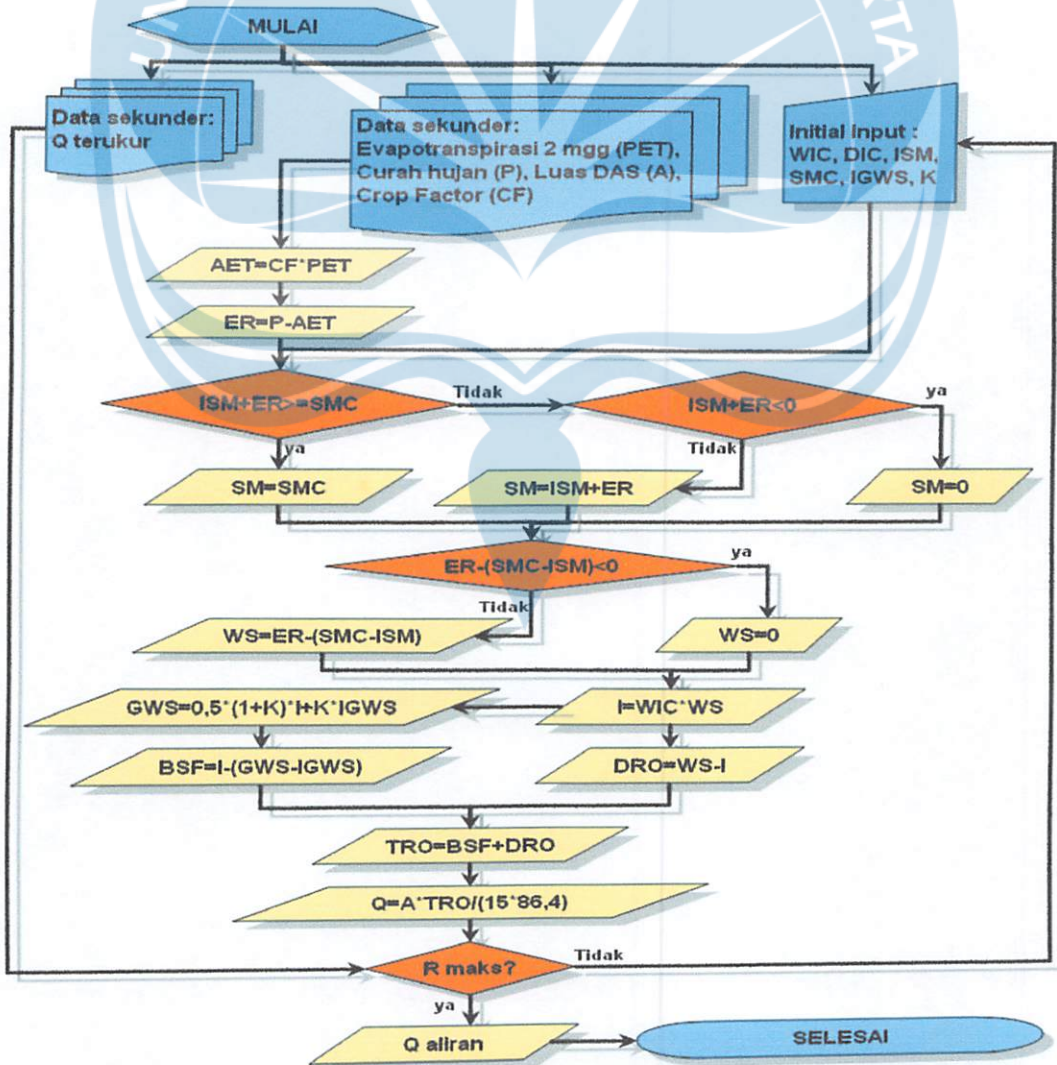 MULAI
Data sekunder:
Q terukur
Data sekunder:
Evapotranspirasi 2 mgg (PET),
Curah hujan (P), Luas DAS (A),
Crop Factor (CF)
Initial input :
WIC, DIC, ISM,
SMC, IGWS, K
AET=CF*PET
ER=P-AET
ISM+ER>=SMC
Tidak
ISM+ER<0
ya
ya
Tidak
SM=SMC
SM=ISM+ER
SM=0
ER-(SMC-ISM)<0
ya
Tidak
WS=ER-(SMC-ISM)
WS=0
GWS=0,5*(1+K)*I+K*IGWS
I=WIC*WS
BSF=I-(GWS-IGWS)
DRO=WS-I
TRO=BSF+DRO
Q=A*TRO/(15*86,4)
R maks?
Tidak
ya
Q aliran
SELESAI